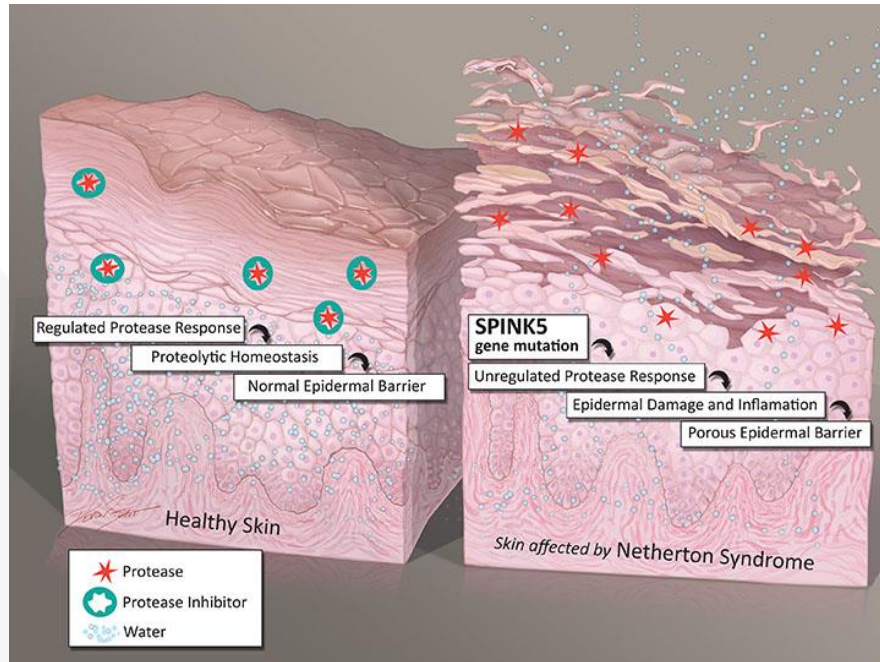 Regulated Protease Response
Proteolytic Homeostasis
Normal Epidermal Barrier
Healthy Skin
SPINK5
gene mutation
Unregulated Protease Response
Epidermal Damage and Inflamation
Porous Epidermal Barrier
Skin affected by Netherton Syndrome
Protease
Protease Inhibitor
Water